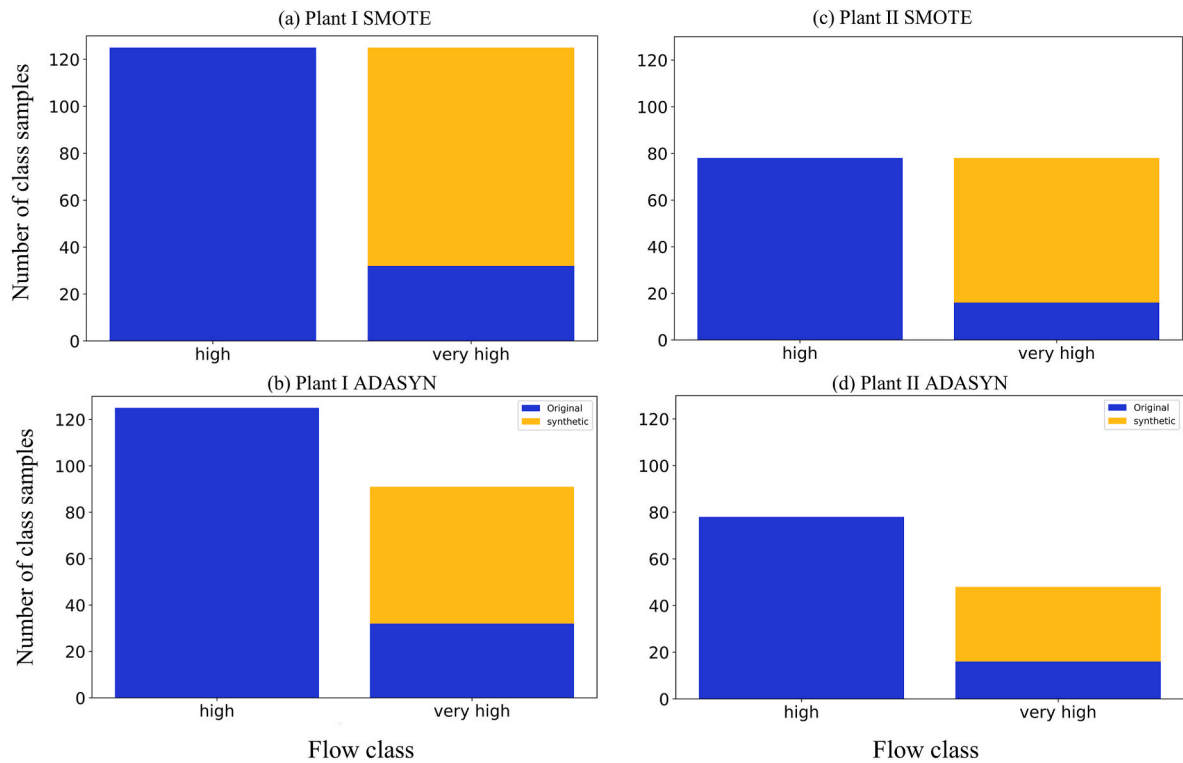 (a) Plant I SMOTE
Number of class samples
120
100
80
60
40
20
0
high
very high
(c) Plant II SMOTE
120
100
80
60
40
20
0
high
very high
(b) Plant I ADASYN
Number of class samples
120
100
80
60
40
20
0
Original
synthetic
high
very high
Flow class
(d) Plant II ADASYN
120
100
80
60
40
20
0
Original
synthetic
high
very high
Flow class